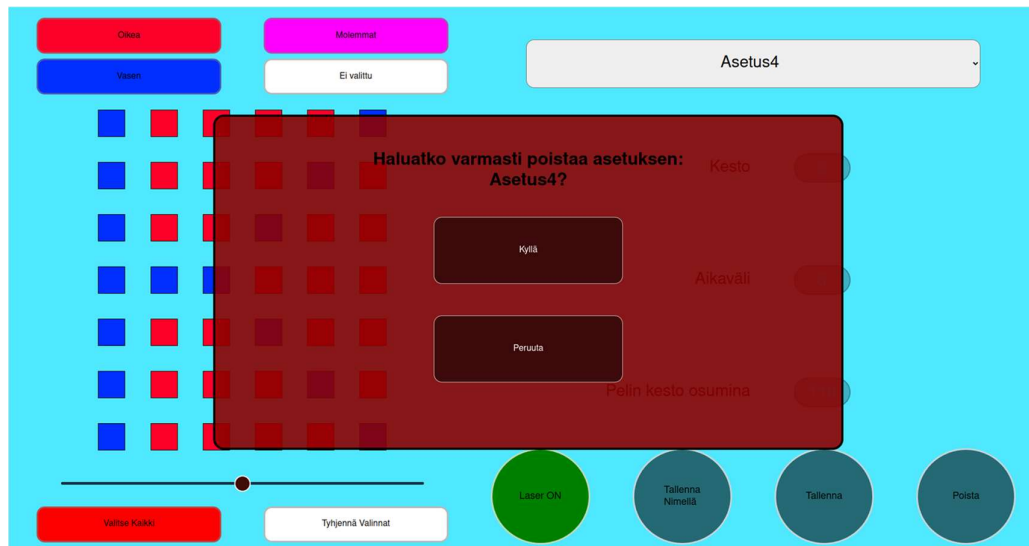 Oikea
Molemmat
Vasen
Ei valittu
Asetus4
Haluatko varmasti poistaa asetuksen:
Asetus4?
Kesto
Kyllä
Aikaväli
Peruuta
Pelin kesto osumina
Laser ON
Tallenna
Nimellä
Tallenna
Poista
Valitse Kaikki
Tyhjennä Valinnat